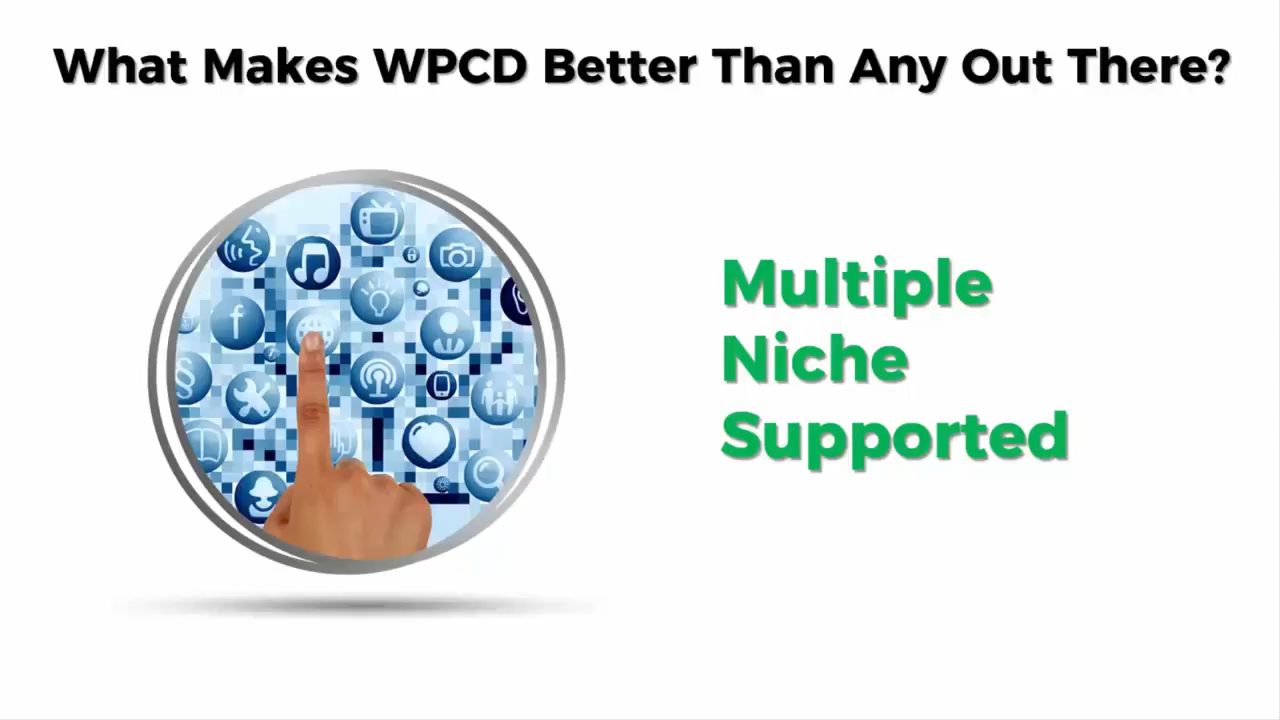 What Makes WPCD Better Than Any Out There?
Multiple
Niche
Supported